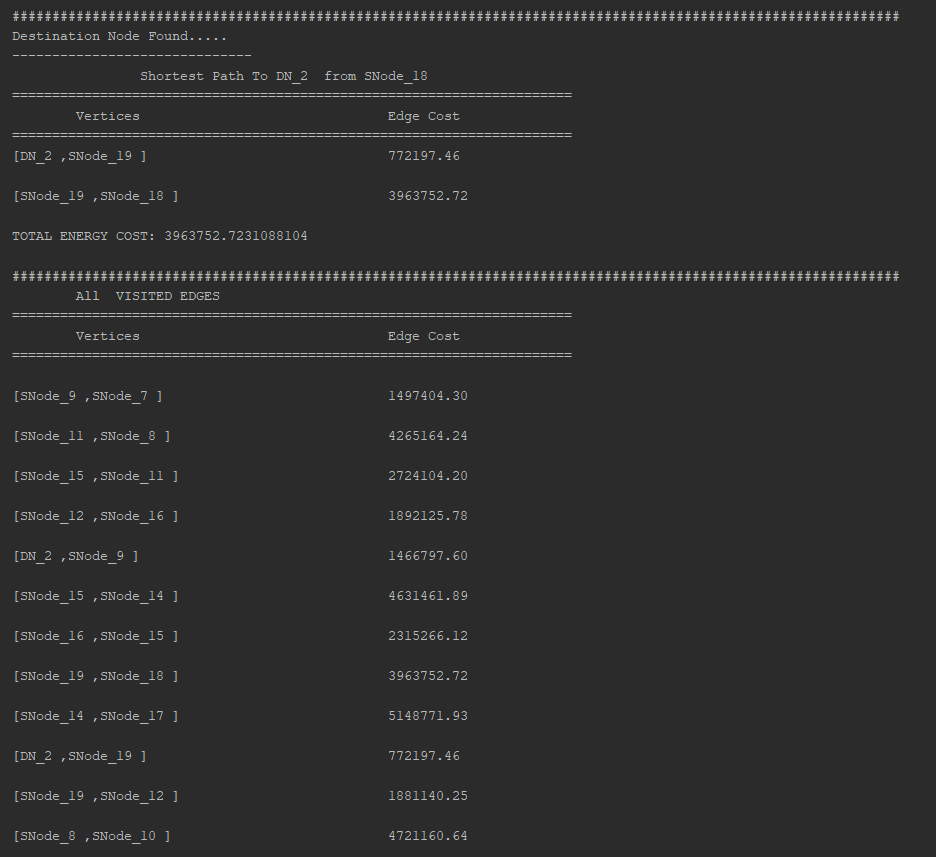 ###############################################################################################################
Destination Node Found.....
------------------------------
Shortest Path To DN_2  from SNode_18
======================================================================
Vertices                               Edge Cost
======================================================================
[DN_2 ,SNode_19 ]                              772197.46
[SNode_19 ,SNode_18 ]                          3963752.72
TOTAL ENERGY COST: 3963752.7231088104
###############################################################################################################
All  VISITED EDGES
======================================================================
Vertices                               Edge Cost
======================================================================
[SNode_9 ,SNode_7 ]                            1497404.30
[SNode_11 ,SNode_8 ]                           4265164.24
[SNode_15 ,SNode_11 ]                          2724104.20
[SNode_12 ,SNode_16 ]                          1892125.78
[DN_2 ,SNode_9 ]                               1466797.60
[SNode_15 ,SNode_14 ]                          4631461.89
[SNode_16 ,SNode_15 ]                          2315266.12
[SNode_19 ,SNode_18 ]                          3963752.72
[SNode_14 ,SNode_17 ]                          5148771.93
[DN_2 ,SNode_19 ]                              772197.46
[SNode_19 ,SNode_12 ]                          1881140.25
[SNode_8 ,SNode_10 ]                           4721160.64